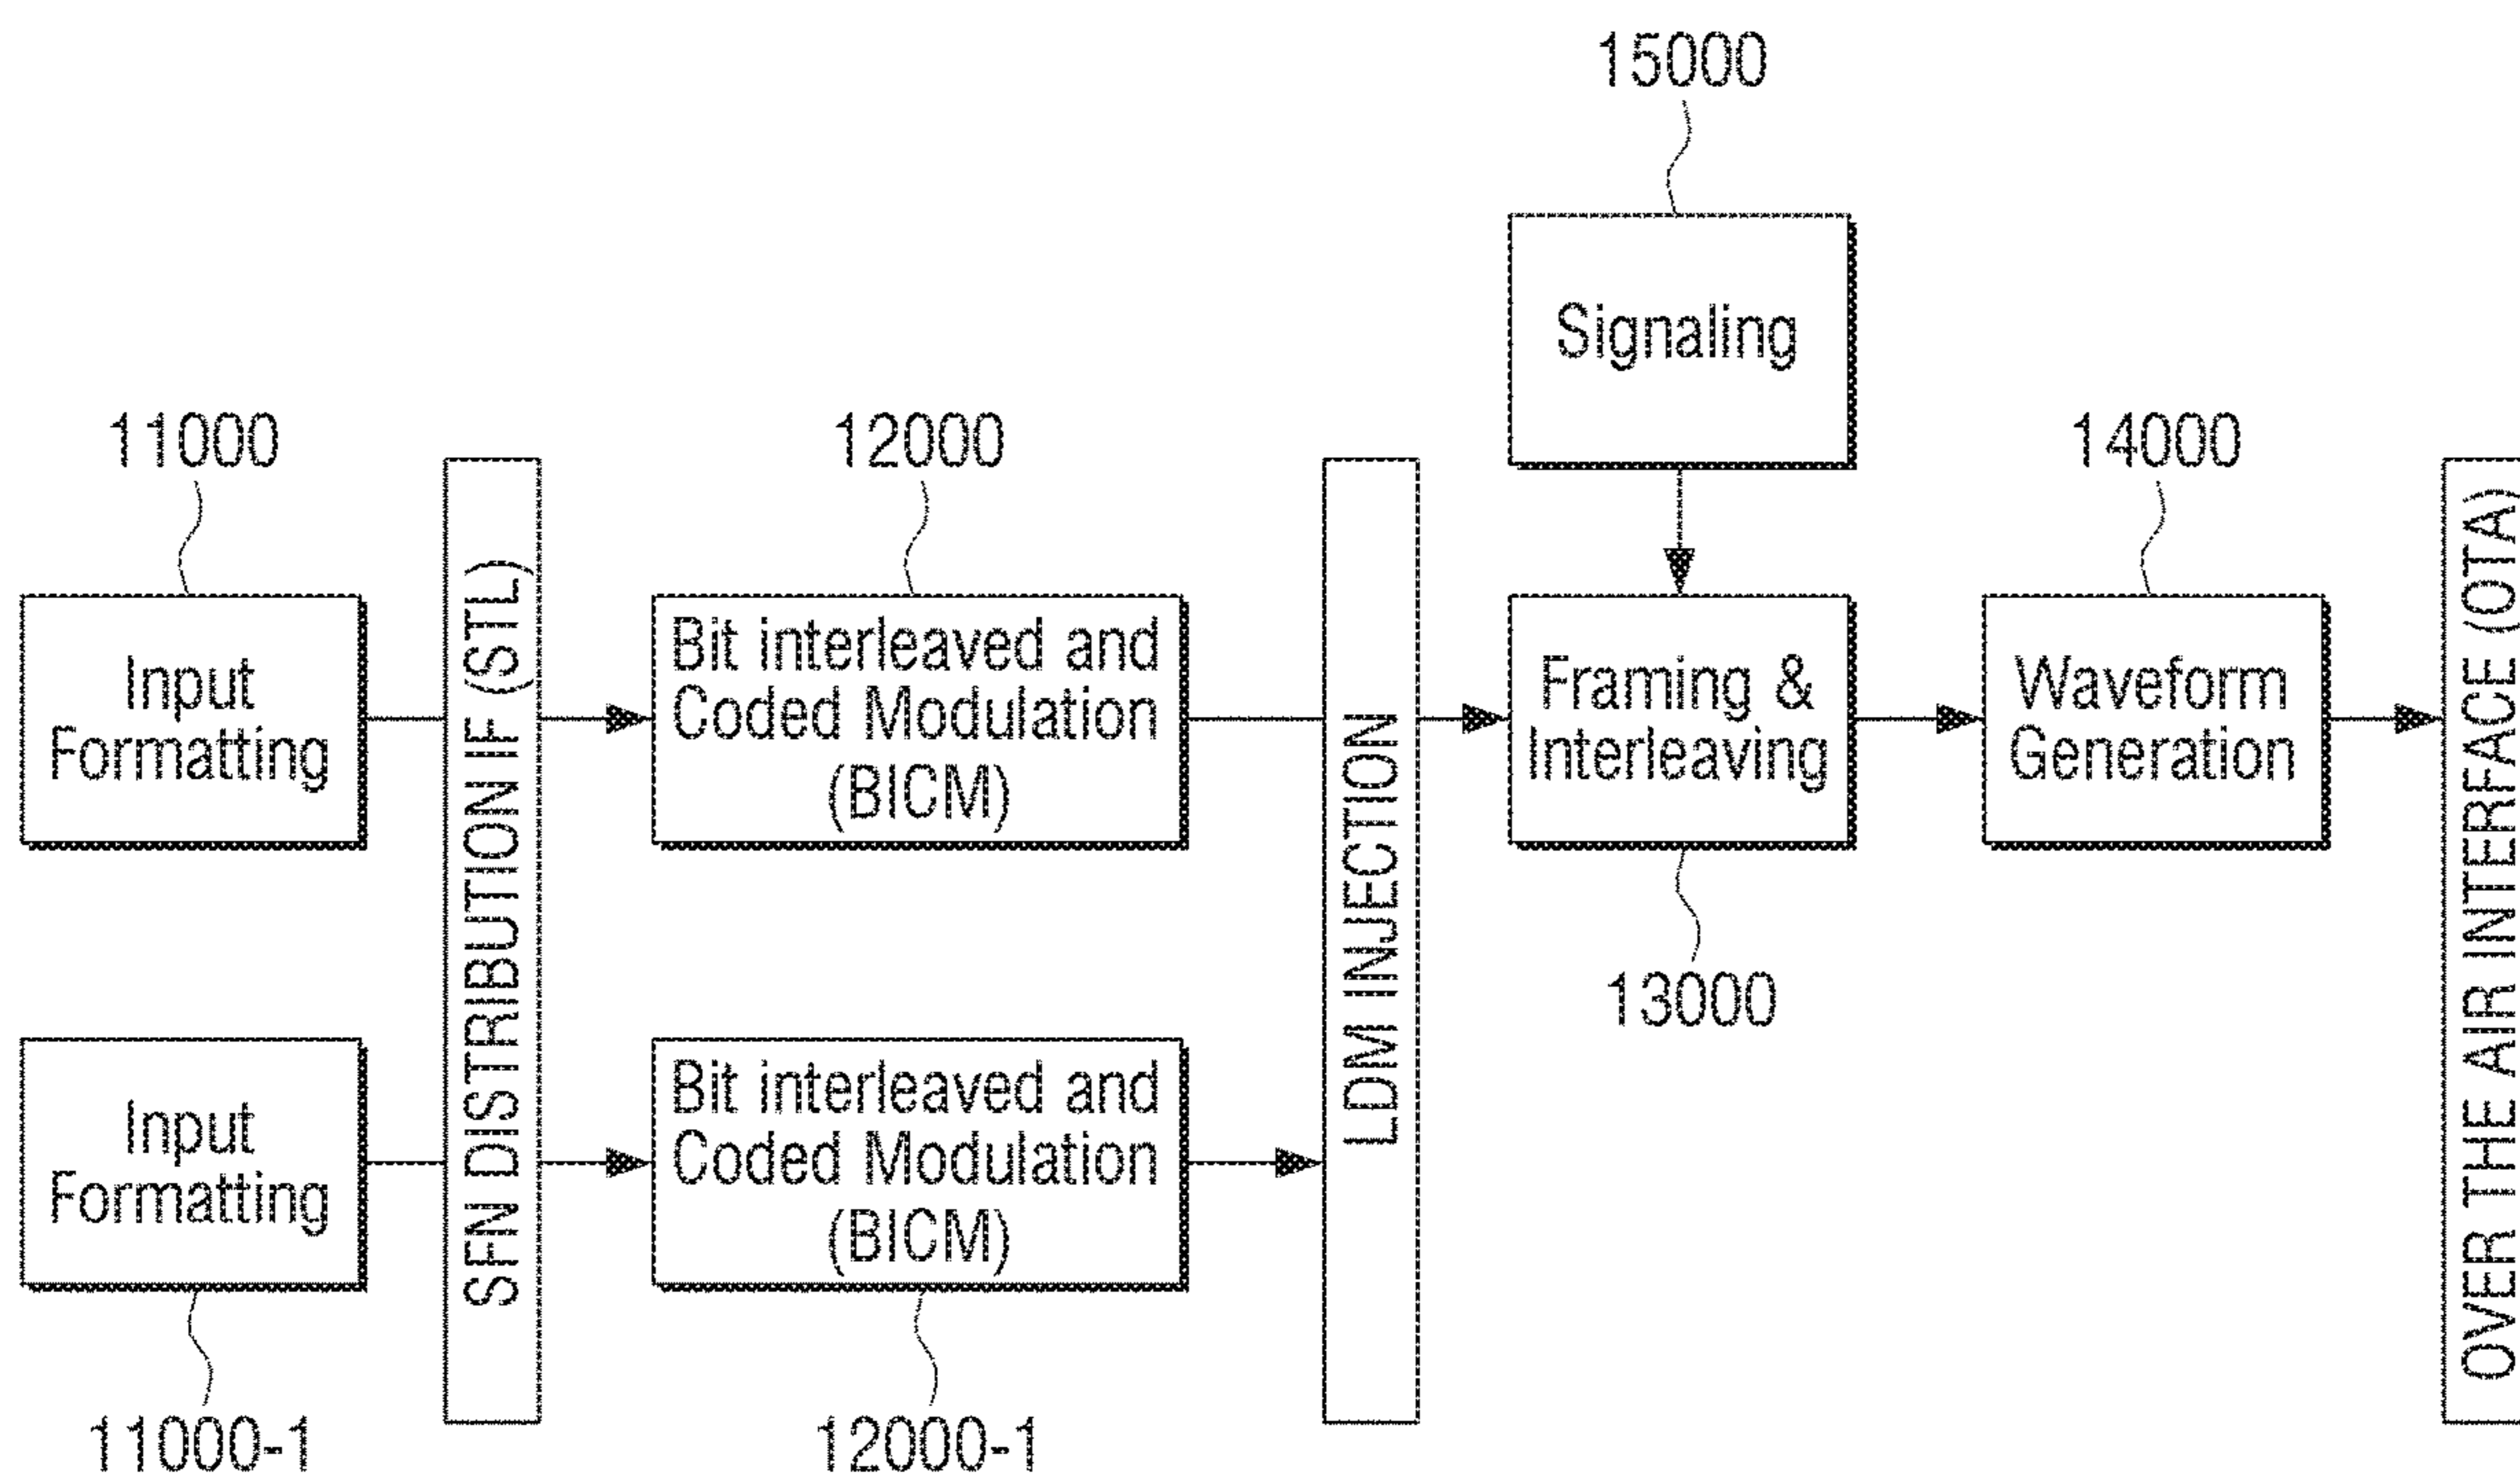 15000
Signaling
11000
12000
14000
Input
Formatting
SFN DISTRIBUTION IF (STL)
Bit interleaved and
Coded Modulation
(BICM)
LDM INJECTION
Framing &
Interleaving
Waveform
Generation
OVER THE AIR INTERFACE (OTA)
13000
Input
Formatting
Bit interleaved and
Coded Modulation
(BICM)
11000-1
12000-1